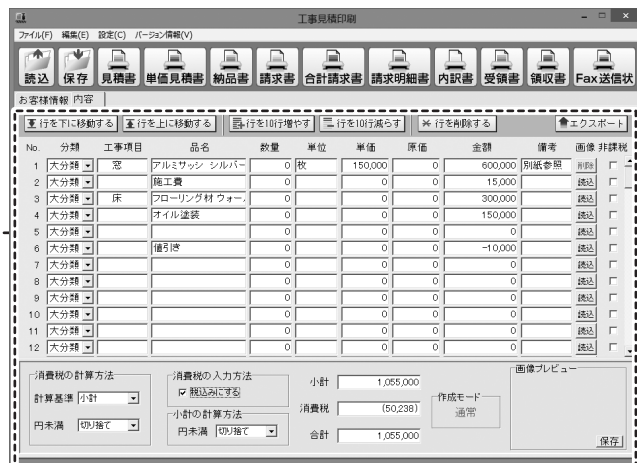 工事見積印刷
ファイル(F) 編集(E) 設定(C) バージョン情報(V)
読込 保存 見積書 単価見積書 納品書 請求書 合計請求書 請求明細書 内訳書 受領書 領収書 Fax送信状
お客様情報 内容
行を下に移動する 行を上に移動する 行を10行増やす 行を10行減らす 行を削除する エクスポート
No. 分類 工事項目 品名 数量 単位 単価 原価 金額 備考 画像 非課税
1 大分類 窓 アルミサッシ シルバー 0 枚 150,000 0 600,000 別紙参照 削除
2 大分類 施工費 0 0 0 15,000 読込
3 大分類 床 フローリング材 ウォー 0 0 0 300,000 読込
4 大分類 オイル塗装 0 0 0 150,000 読込
5 大分類 0 0 0 0 読込
6 大分類 値引き 0 0 0 -10,000 読込
7 大分類 0 0 0 0 読込
8 大分類 0 0 0 0 読込
9 大分類 0 0 0 0 読込
10 大分類 0 0 0 0 読込
11 大分類 0 0 0 0 読込
12 大分類 0 0 0 0 読込
消費税の計算方法
計算基準 小計
円未満 切り捨て
消費税の入力方法
税込みにする
小計の計算方法
円未満 切り捨て
小計 1,055,000
消費税 (50,238)
合計 1,055,000
作成モード
通常
画像プレビュー
保存